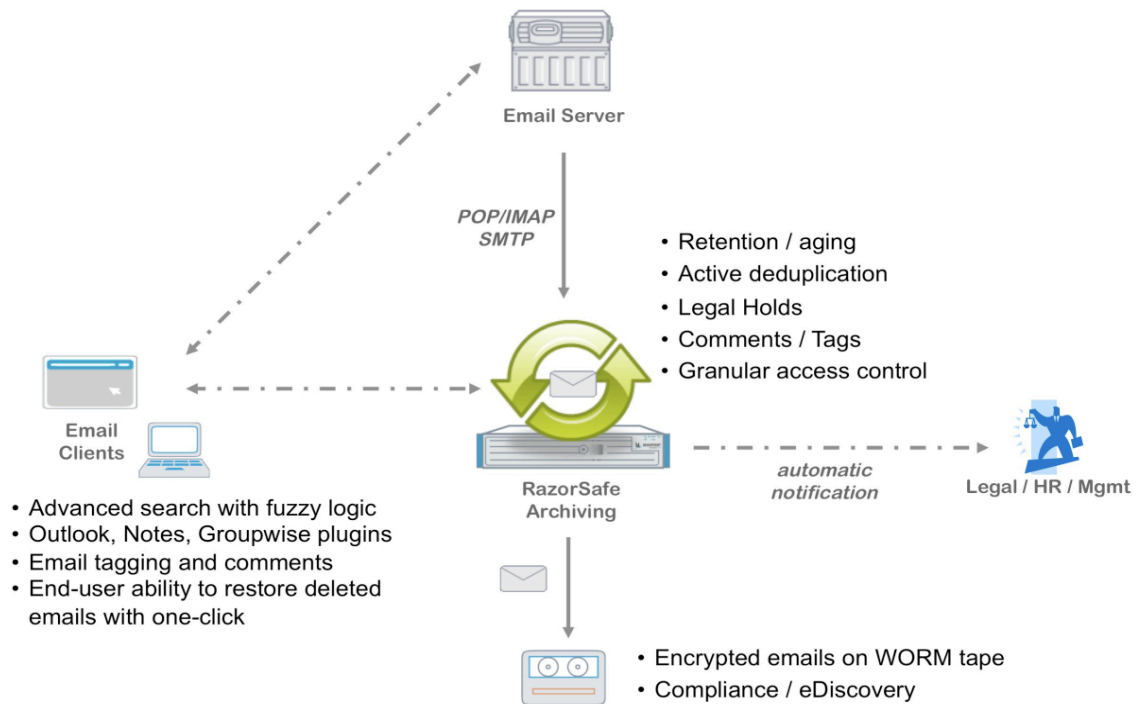 Email Server
POP/IMAP
SMTP
• Retention / aging
• Active deduplication
• Legal Holds
• Comments / Tags
• Granular access control
Email
Clients
RazorSafe
Archiving
automatic
notification
Legal / HR / Mgmt
• Advanced search with fuzzy logic
• Outlook, Notes, Groupwise plugins
• Email tagging and comments
• End-user ability to restore deleted
emails with one-click
• Encrypted emails on WORM tape
• Compliance / eDiscovery